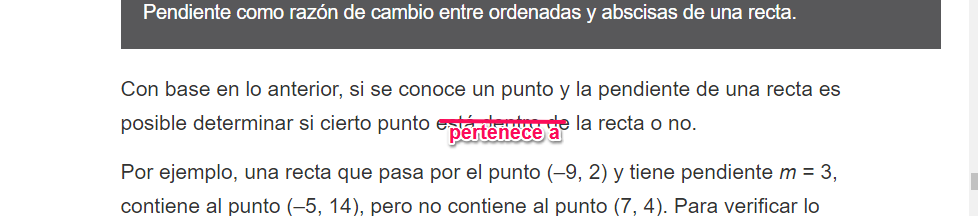 Pendiente como razón de cambio entre ordenadas y abscisas de una recta.
Con base en lo anterior, si se conoce un punto y la pendiente de una recta es
posible determinar si cierto punto está dentro de la recta o no.
pertenece a
Por ejemplo, una recta que pasa por el punto (–9, 2) y tiene pendiente m = 3,
contiene al punto (–5, 14), pero no contiene al punto (7, 4). Para verificar lo